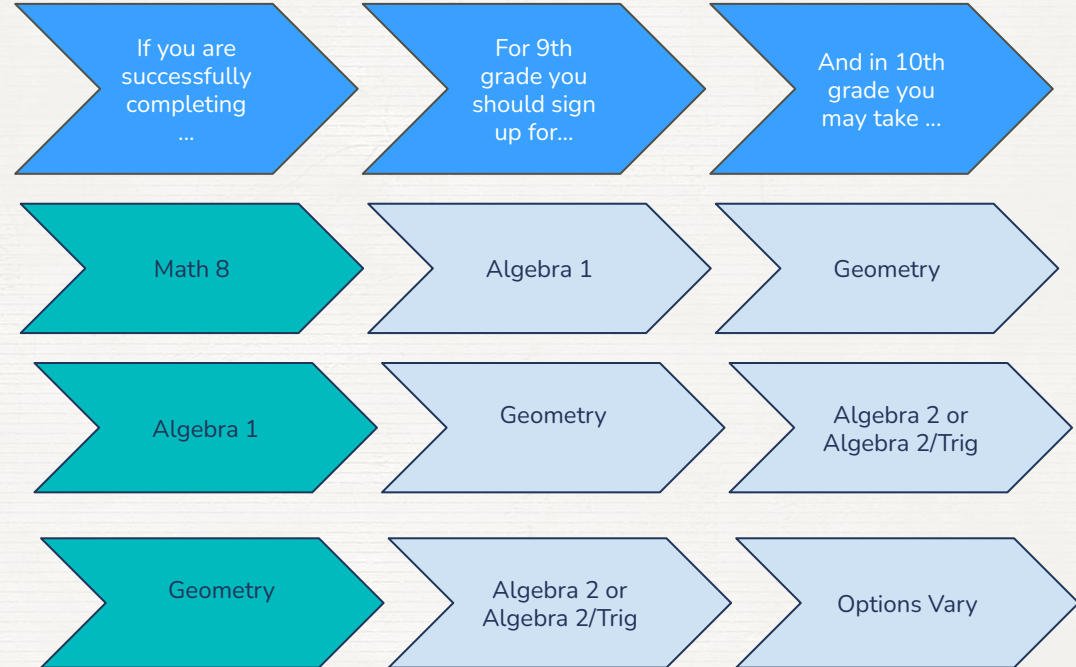 If you are
successfully
completing
...
For 9th
grade you
should sign
up for...
And in 10th
grade you
may take ...
Math 8
Algebra 1
Geometry
Algebra 1
Geometry
Algebra 2 or
Algebra 2/Trig
Geometry
Algebra 2 or
Algebra 2/Trig
Options Vary